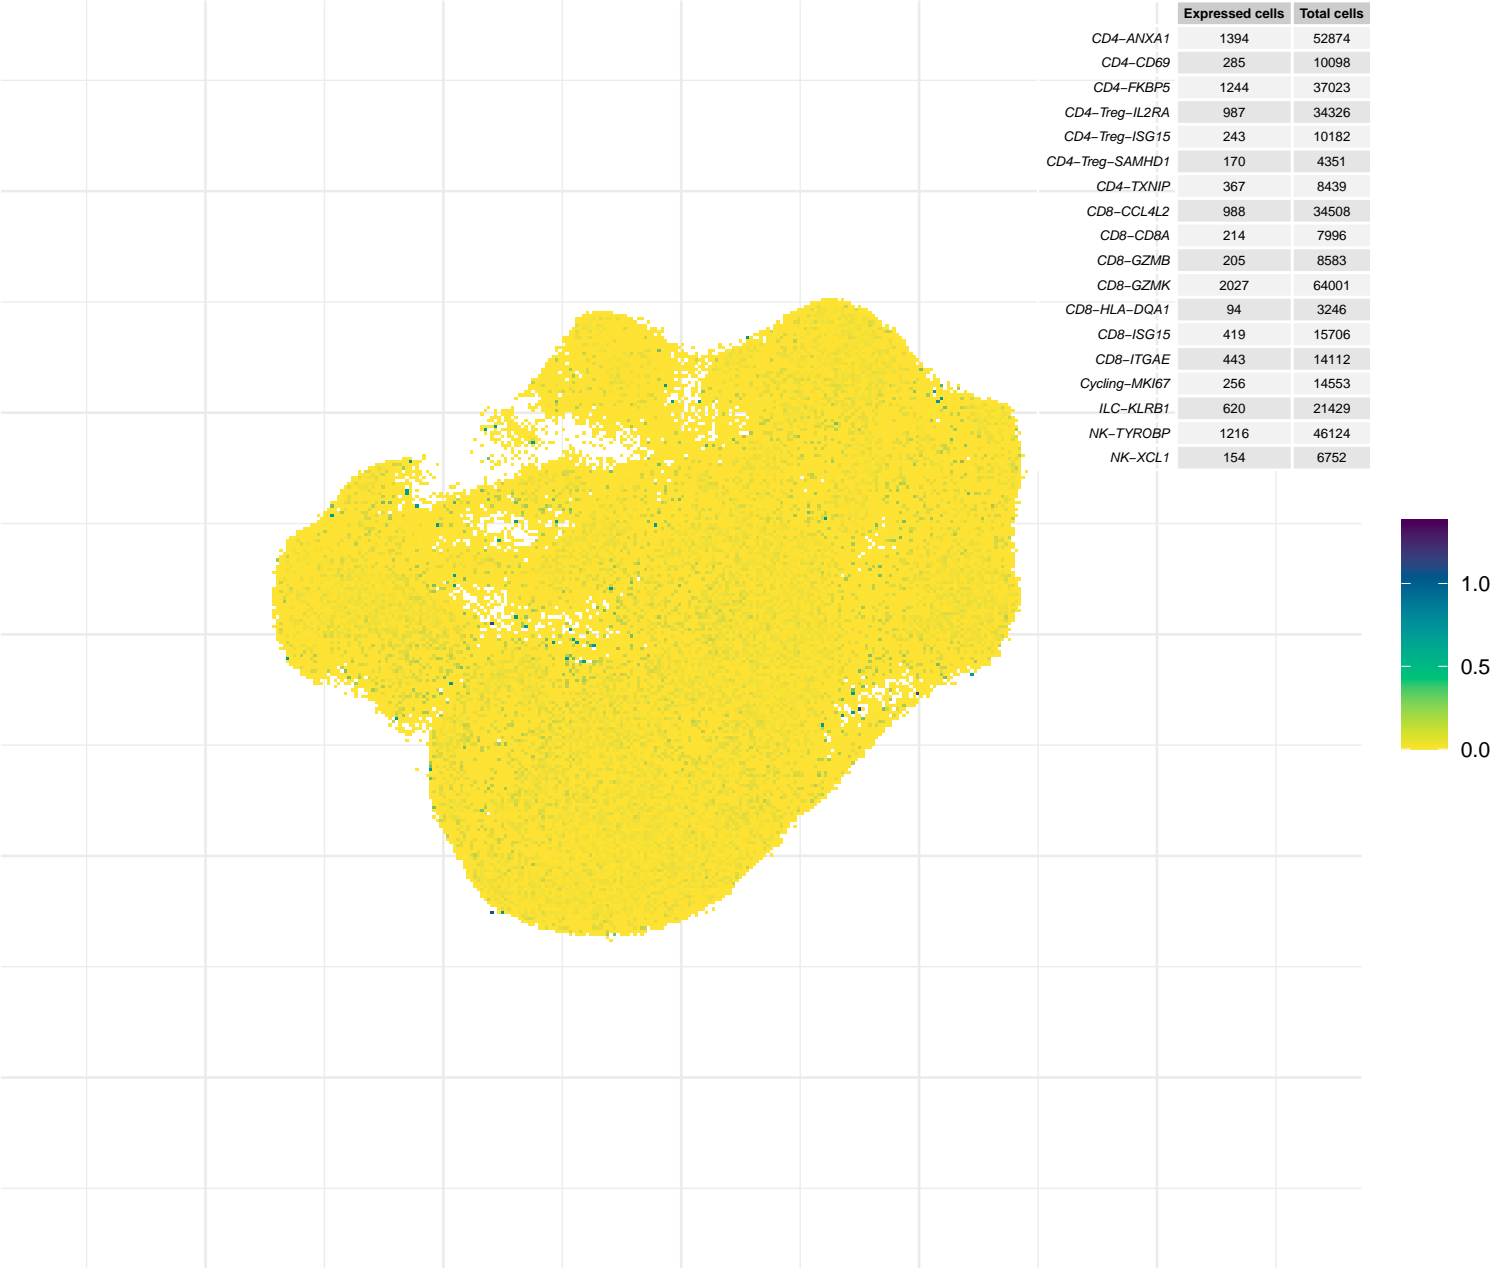 Expressed cells Total cells
CD4−ANXA1 1394 52874
CD4−CD69 285 10098
CD4−FKBP5 1244 37023
CD4−Treg−IL2RA 987 34326
CD4−Treg−ISG15 243 10182
CD4−Treg−SAMHD1 170 4351
CD4−TXNIP 367 8439
CD8−CCL4L2 988 34508
CD8−CD8A 214 7996
CD8−GZMB 205 8583
CD8−GZMK 2027 64001
CD8−HLA−DQA1 94 3246
CD8−ISG15 419 15706
CD8−ITGAE 443 14112
Cycling−MKI67 256 14553
ILC−KLRB1 620 21429
NK−TYROBP 1216 46124
NK−XCL1 154 6752
1.0
0.5
0.0